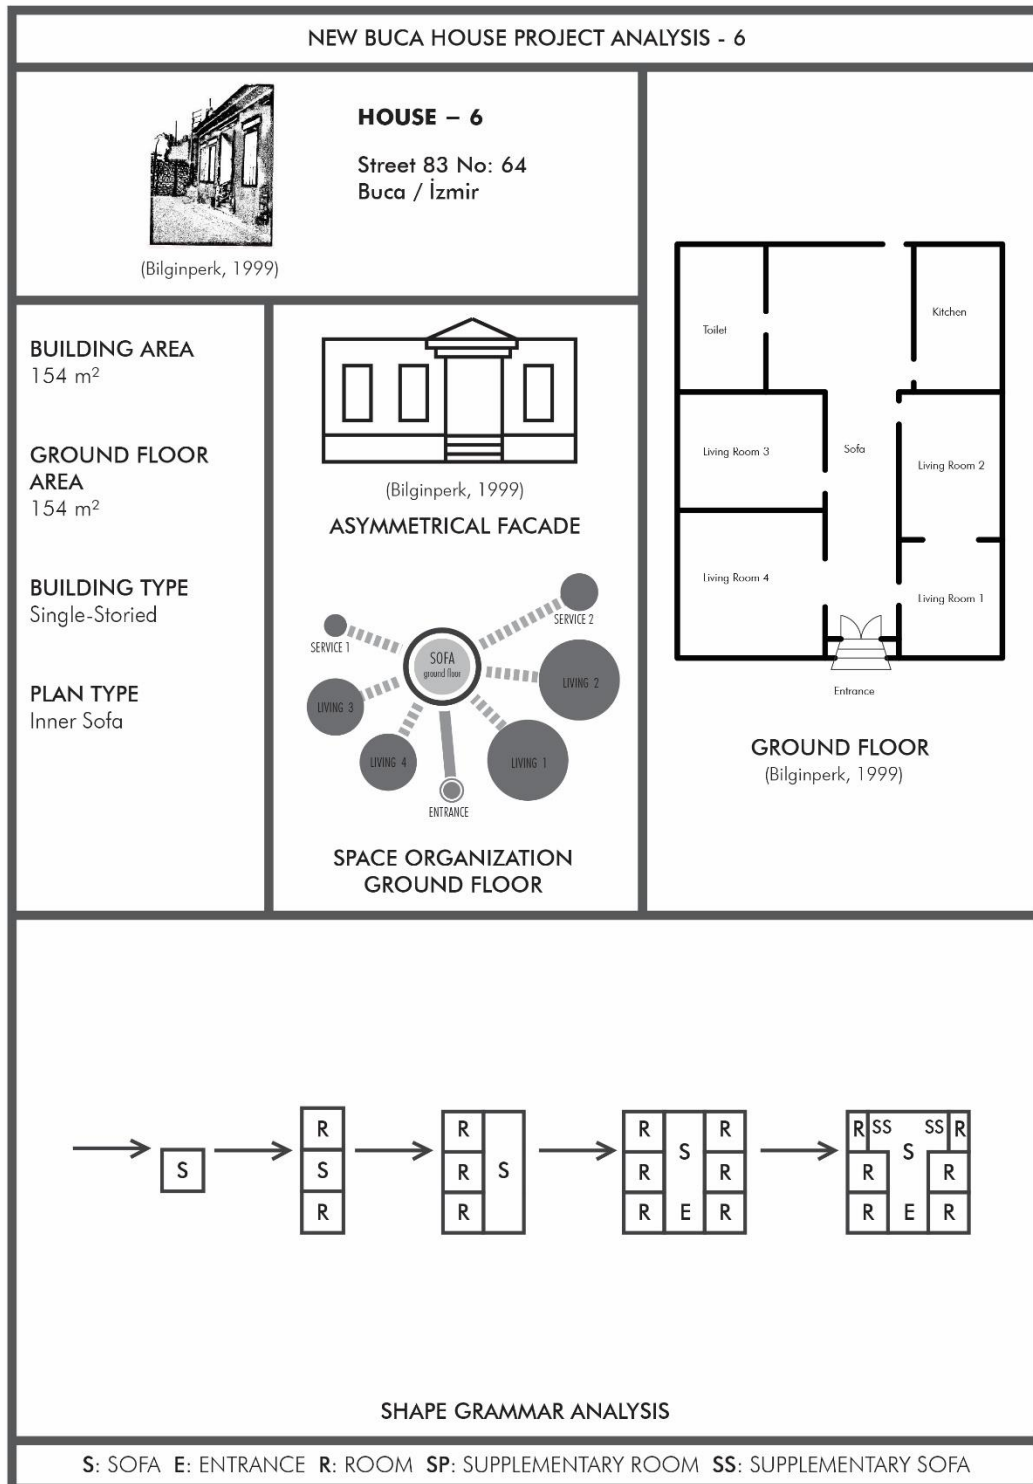 NEW BUCA HOUSE PROJECT ANALYSIS - 6
HOUSE – 6
Street 83 No: 64
Buca / İzmir
(Bilginperk, 1999)
BUILDING AREA
154 m²
GROUND FLOOR
AREA
154 m²
BUILDING TYPE
Single-Storied
PLAN TYPE
Inner Sofa
(Bilginperk, 1999)
ASYMMETRICAL FACADE
SERVICE 1
SERVICE 2
SOFA
ground floor
LIVING 2
LIVING 3
LIVING 4
LIVING 1
ENTRANCE
SPACE ORGANIZATION
GROUND FLOOR
Toilet
Kitchen
Living Room 3
Sofa
Living Room 2
Living Room 4
Living Room 1
Entrance
GROUND FLOOR
(Bilginperk, 1999)
S
R
S
R
R
R
R
S
R
R
R
S
E
R
R
R
R SS SS R
S
R R
R E R
SHAPE GRAMMAR ANALYSIS
S: SOFA E: ENTRANCE R: ROOM SP: SUPPLEMENTARY ROOM SS: SUPPLEMENTARY SOFA